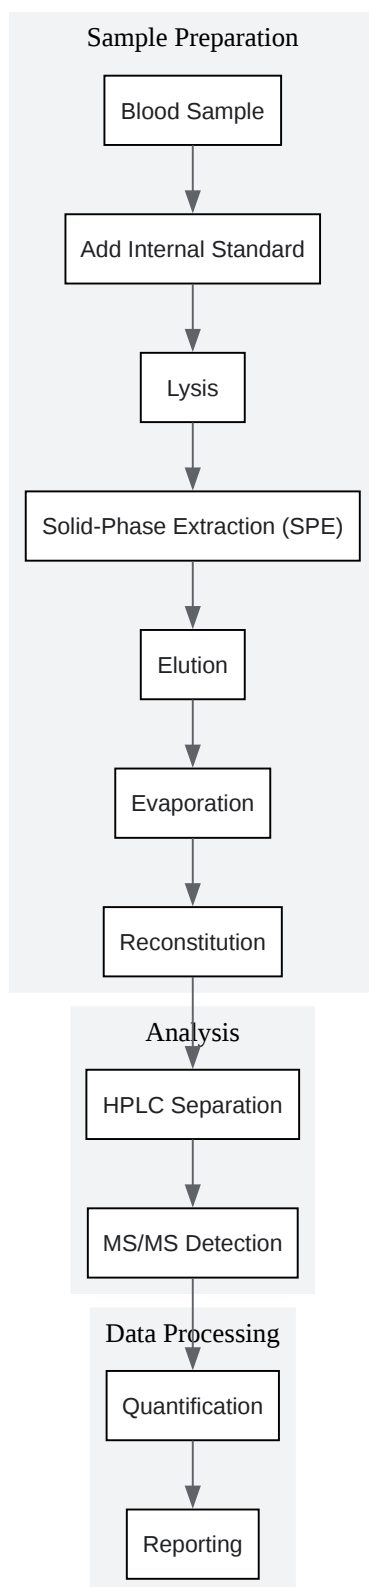 Sample Preparation
Blood Sample
Add Internal Standard
Lysis
Solid-Phase Extraction (SPE)
Elution
Evaporation
Reconstitution
Analysis
HPLC Separation
MS/MS Detection
Data Processing
Quantification
Reporting